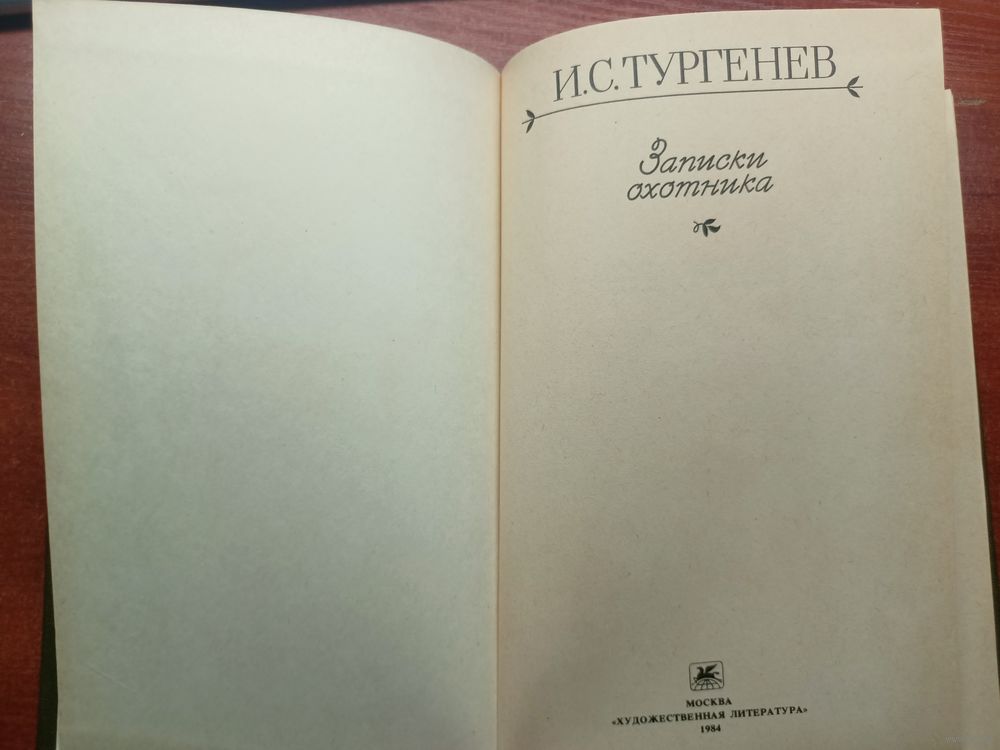 И.С.ТУРГЕНЕВ
Записки
охотника
МОСКВА
«ХУДОЖЕСТВЕННАЯ ЛИТЕРАТУРА»
1984